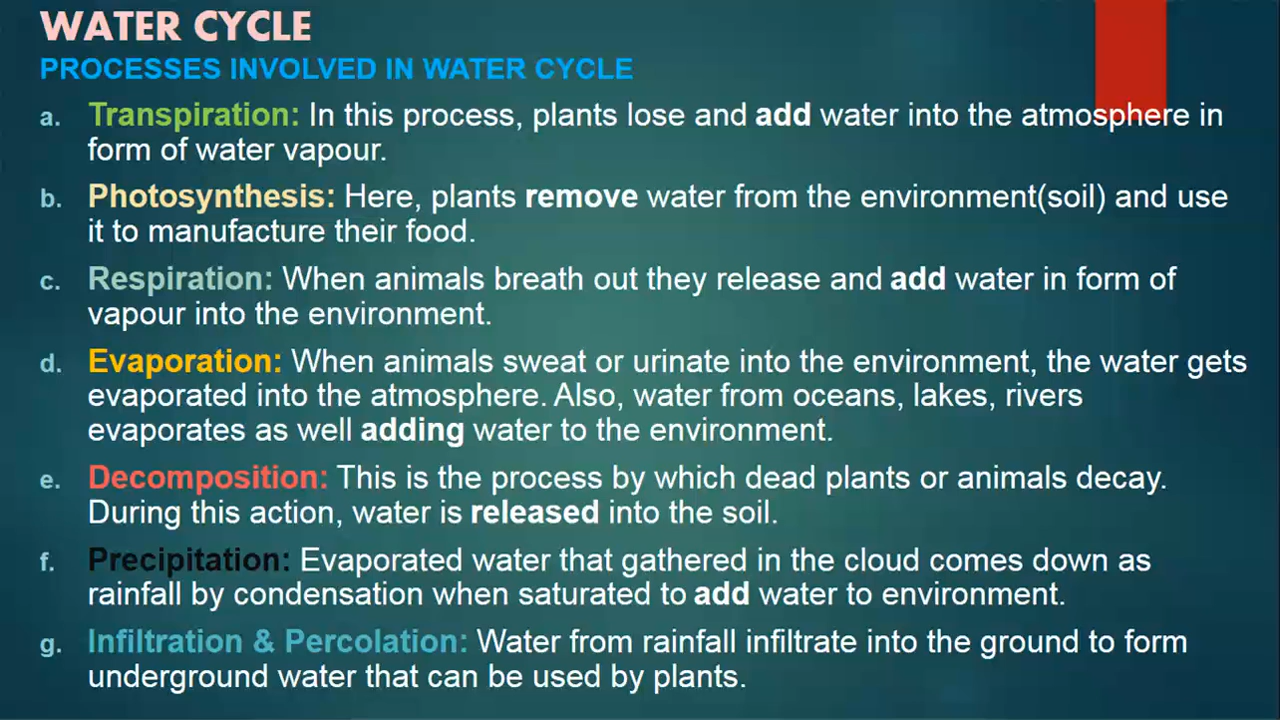 WATER CYCLE
PROCESSES INVOLVED IN WATER CYCLE
a. Transpiration: In this process, plants lose and add water into the atmosphere in
form of water vapour.
b. Photosynthesis: Here, plants remove water from the environment(soil) and use
it to manufacture their food.
c. Respiration: When animals breath out they release and add water in form of
vapour into the environment.
d. Evaporation: When animals sweat or urinate into the environment, the water gets
evaporated into the atmosphere. Also, water from oceans, lakes, rivers
evaporates as well adding water to the environment.
e. Decomposition: This is the process by which dead plants or animals decay.
During this action, water is released into the soil.
f. Precipitation: Evaporated water that gathered in the cloud comes down as
rainfall by condensation when saturated to add water to environment.
g. Infiltration & Percolation: Water from rainfall infiltrate into the ground to form
underground water that can be used by plants.